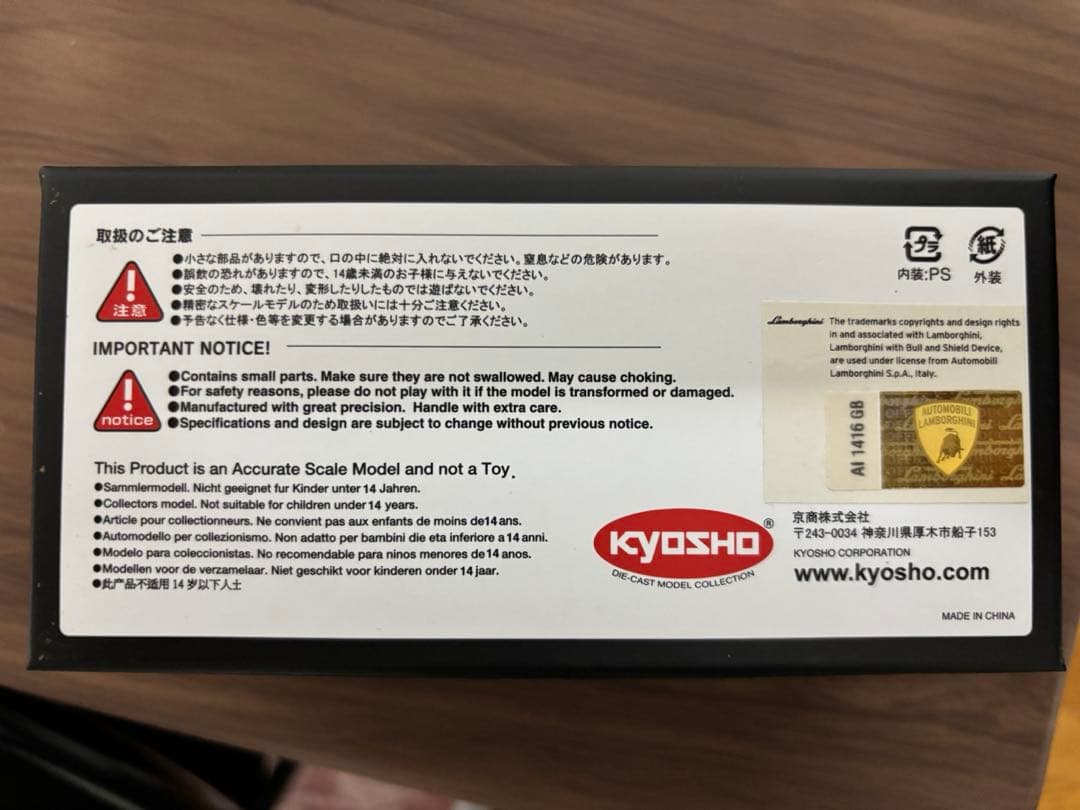 取扱のご注意
注意
●小さな部品がありますので、口の中に絶対に入れないでください。窒息などの危険があります。
●誤飲の恐れがありますので、14歳未満のお子様に与えないでください。
●安全のため、壊れたり、変形したりしたものでは遊ばないでください。
●精密なスケールモデルのため取扱いには十分ご注意ください。
●予告なく仕様・色等を変更する場合がありますのでご了承ください。
プラ
内装:PS
紙
外装
IMPORTANT NOTICE!
notice
●Contains small parts. Make sure they are not swallowed. May cause choking.
●For safety reasons, please do not play with it if the model is transformed or damaged.
●Manufactured with great precision. Handle with extra care.
●Specifications and design are subject to change without previous notice.
Lamborghini The trademarks copyrights and design rights
in and associated with Lamborghini,
Lamborghini with Bull and Shield Device,
are used under license from Automobili
Lamborghini S.p.A., Italy.
AI 1416 GB
AUTOMOBILI
LAMBORGHINI
This Product is an Accurate Scale Model and not a Toy.
●Sammlermodell. Nicht geeignet fur Kinder unter 14 Jahren.
●Collectors model. Not suitable for children under 14 years.
●Article pour collectionneurs. Ne convient pas aux enfants de moins de14 ans.
●Automodello per collezionismo. Non adatto per bambini die eta inferiore a 14 anni.
●Modelo para coleccionistas. No recomendable para ninos menores de14 anos.
●Modellen voor de verzamelaar. Niet geschikt voor kinderen onder 14 jaar.
●此产品不适用 14 岁以下人士
KYOSHO®
DIE-CAST MODEL COLLECTION
京商株式会社
〒243-0034 神奈川県厚木市船子153
KYOSHO CORPORATION
www.kyosho.com
MADE IN CHINA